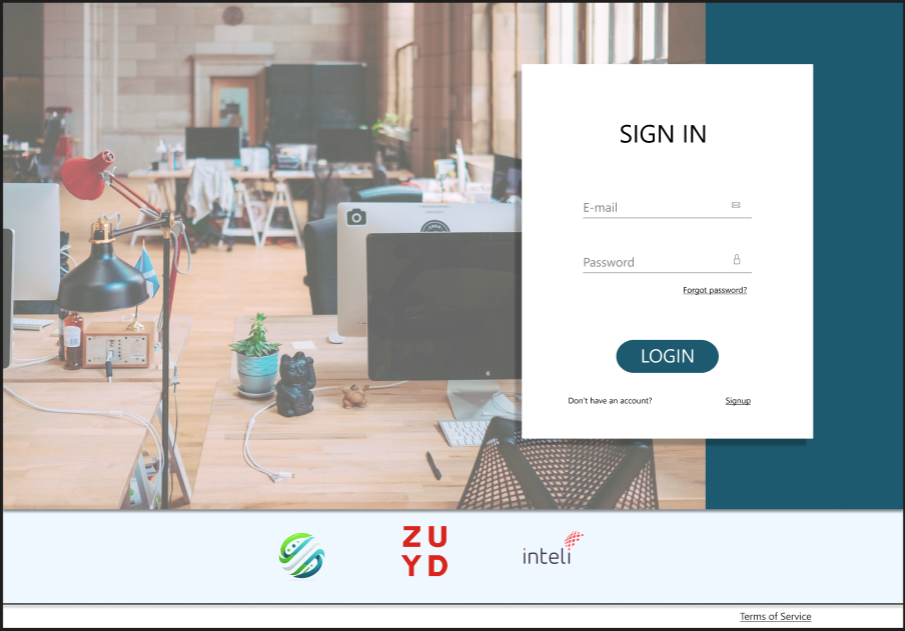 SIGN IN
E-mail
Password
Forgot password?
LOGIN
Don't have an account? Signup
ZU
YD
inteli
Terms of Service